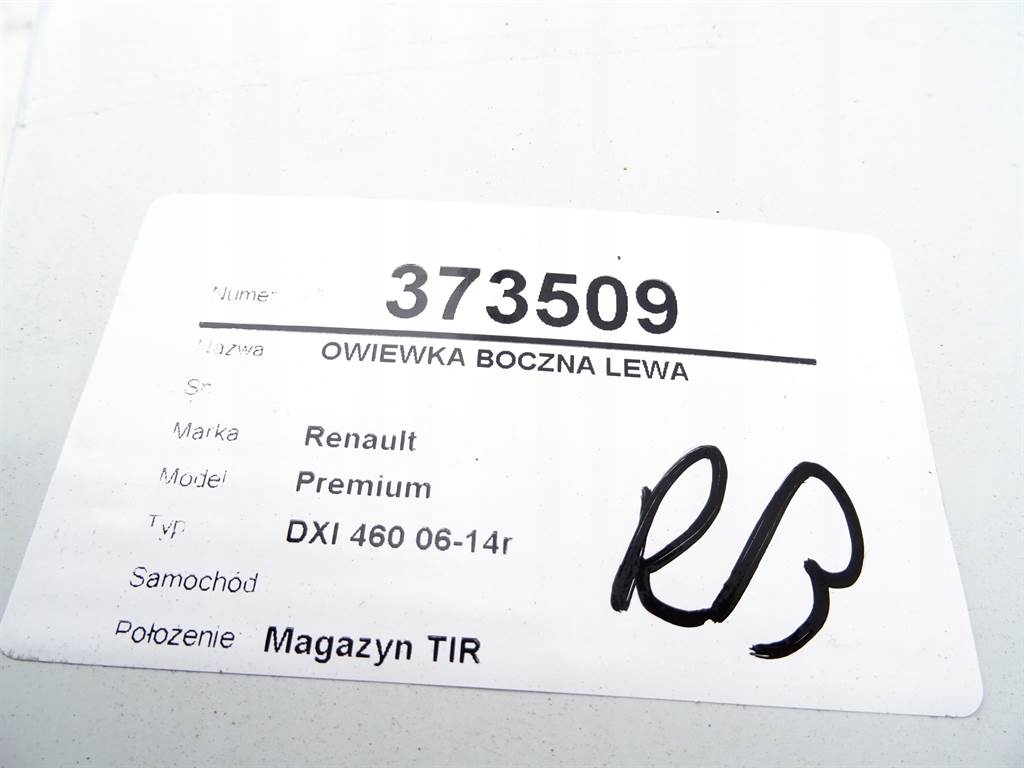 Numer 373509
Nazwa OWIEWKA BOCZNA LEWA
Marka Renault
Model Premium
Typ DXI 460 06-14r
Samochód
Położenie Magazyn TIR
RB